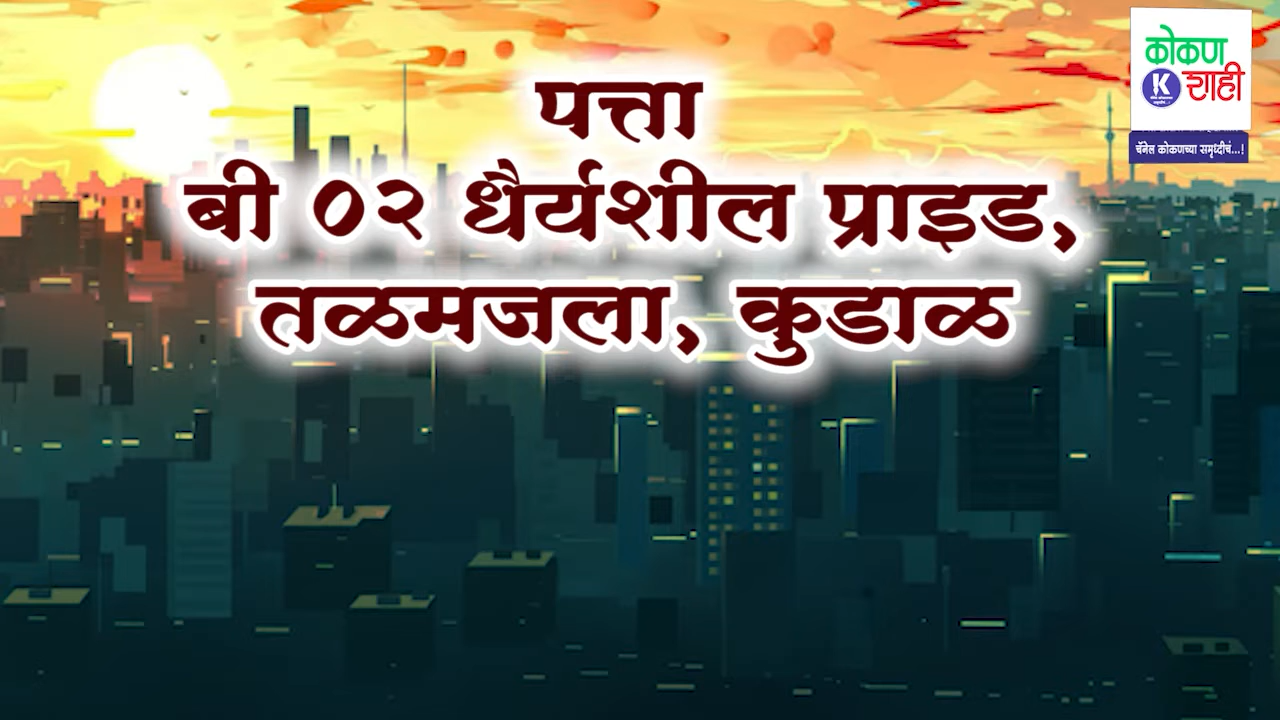 पत्ता
बी ०२ धैर्यशील प्राइड,
तळमजला, कुडाळ
कोकण
K शाही
चॅनेल कोकणच्या समृध्दीचं...!